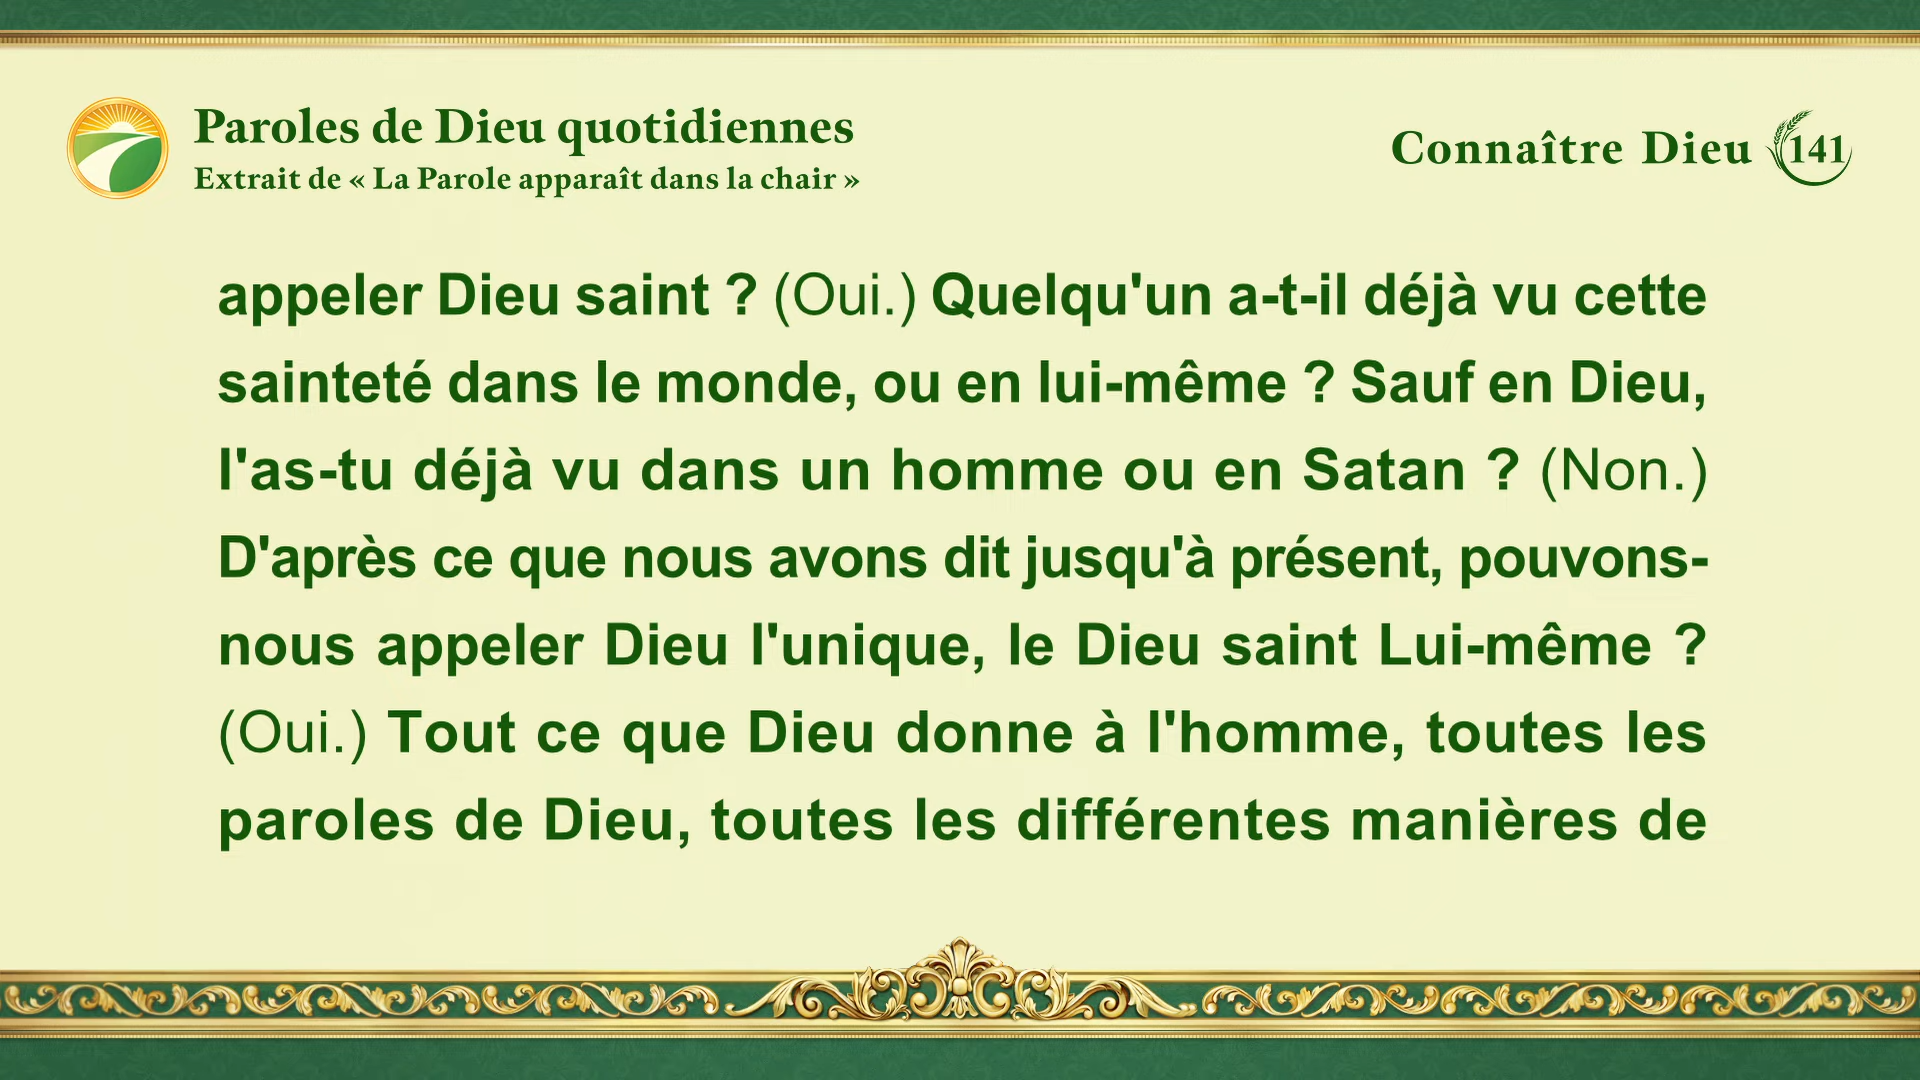 Paroles de Dieu quotidiennes
Extrait de « La Parole apparaît dans la chair »
Connaître Dieu 141
appeler Dieu saint ? (Oui.) Quelqu'un a-t-il déjà vu cette
sainteté dans le monde, ou en lui-même ? Sauf en Dieu,
l'as-tu déjà vu dans un homme ou en Satan ? (Non.)
D'après ce que nous avons dit jusqu'à présent, pouvons-
nous appeler Dieu l'unique, le Dieu saint Lui-même ?
(Oui.) Tout ce que Dieu donne à l'homme, toutes les
paroles de Dieu, toutes les différentes manières de